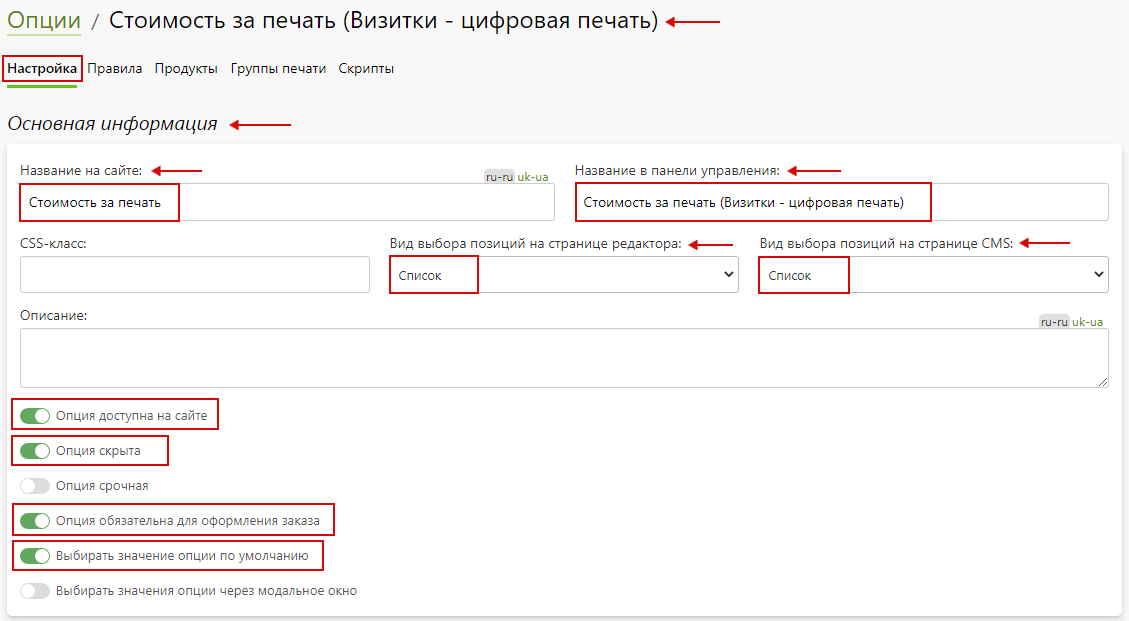 Опции / Стоимость за печать (Визитки - цифровая печать)
Настройка Правила Продукты Группы печати Скрипты
Основная информация
Название на сайте: ru-ru uk-ua Название в панели управления:
Стоимость за печать Стоимость за печать (Визитки - цифровая печать)
CSS-класс: Вид выбора позиций на странице редактора: Вид выбора позиций на странице CMS:
Список Список
Описание: ru-ru uk-ua
Опция доступна на сайте
Опция скрыта
Опция срочная
Опция обязательна для оформления заказа
Выбирать значение опции по умолчанию
Выбирать значения опции через модальное окно